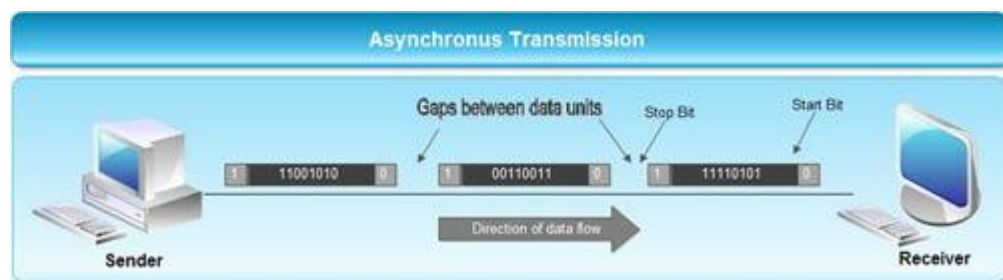 Asynchronus Transmission
Gaps between data units
Stop Bit
Start Bit
1 11001010 0
1 00110011 0
1 11110101 0
Direction of data flow
Sender
Receiver